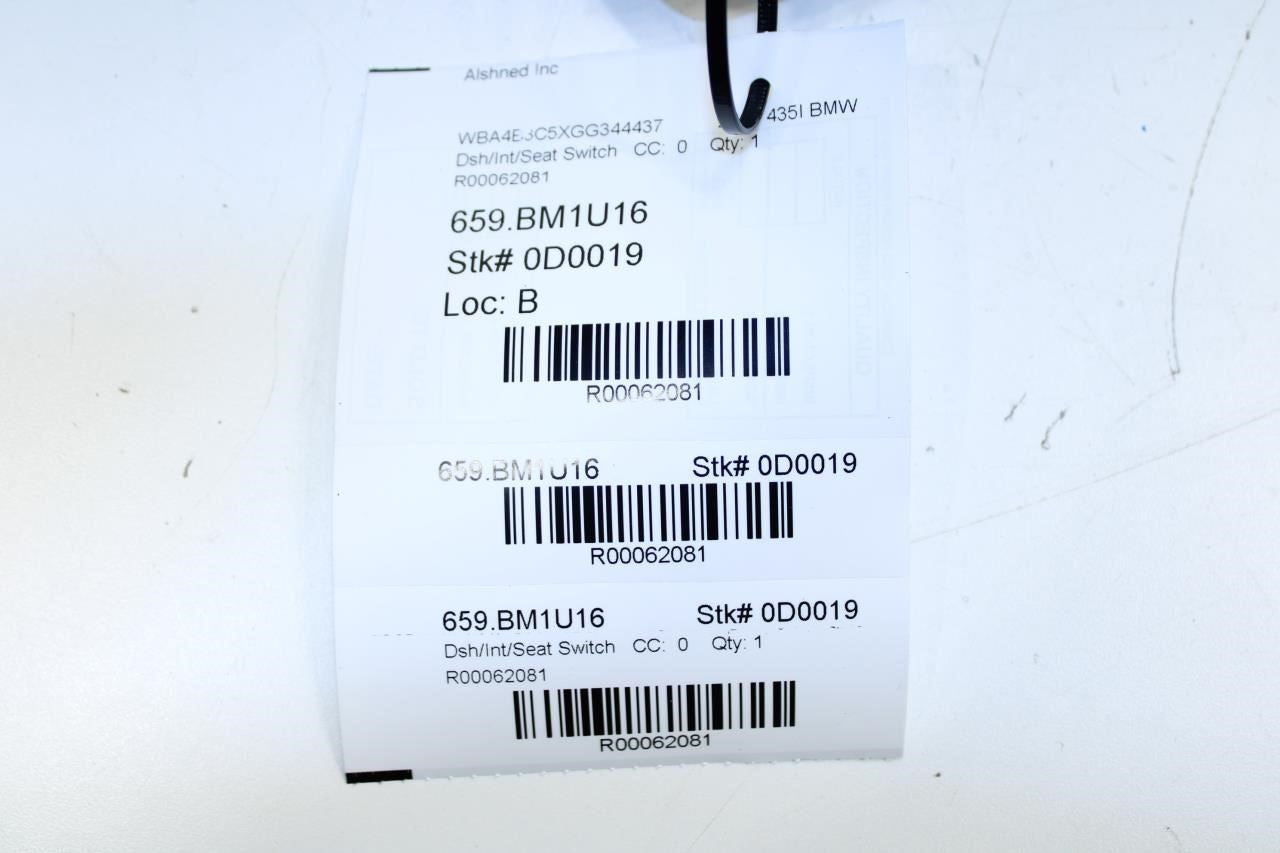 Alshned Inc
435I BMW
WBA4E3C5XGG344437
Dsh/Int/Seat Switch CC: 0 Qty: 1
R00062081
659.BM1U16
Stk# 0D0019
Loc: B
R00062081
659.BM1U16 Stk# 0D0019
R00062081
659.BM1U16 Stk# 0D0019
Dsh/Int/Seat Switch CC: 0 Qty: 1
R00062081
R00062081